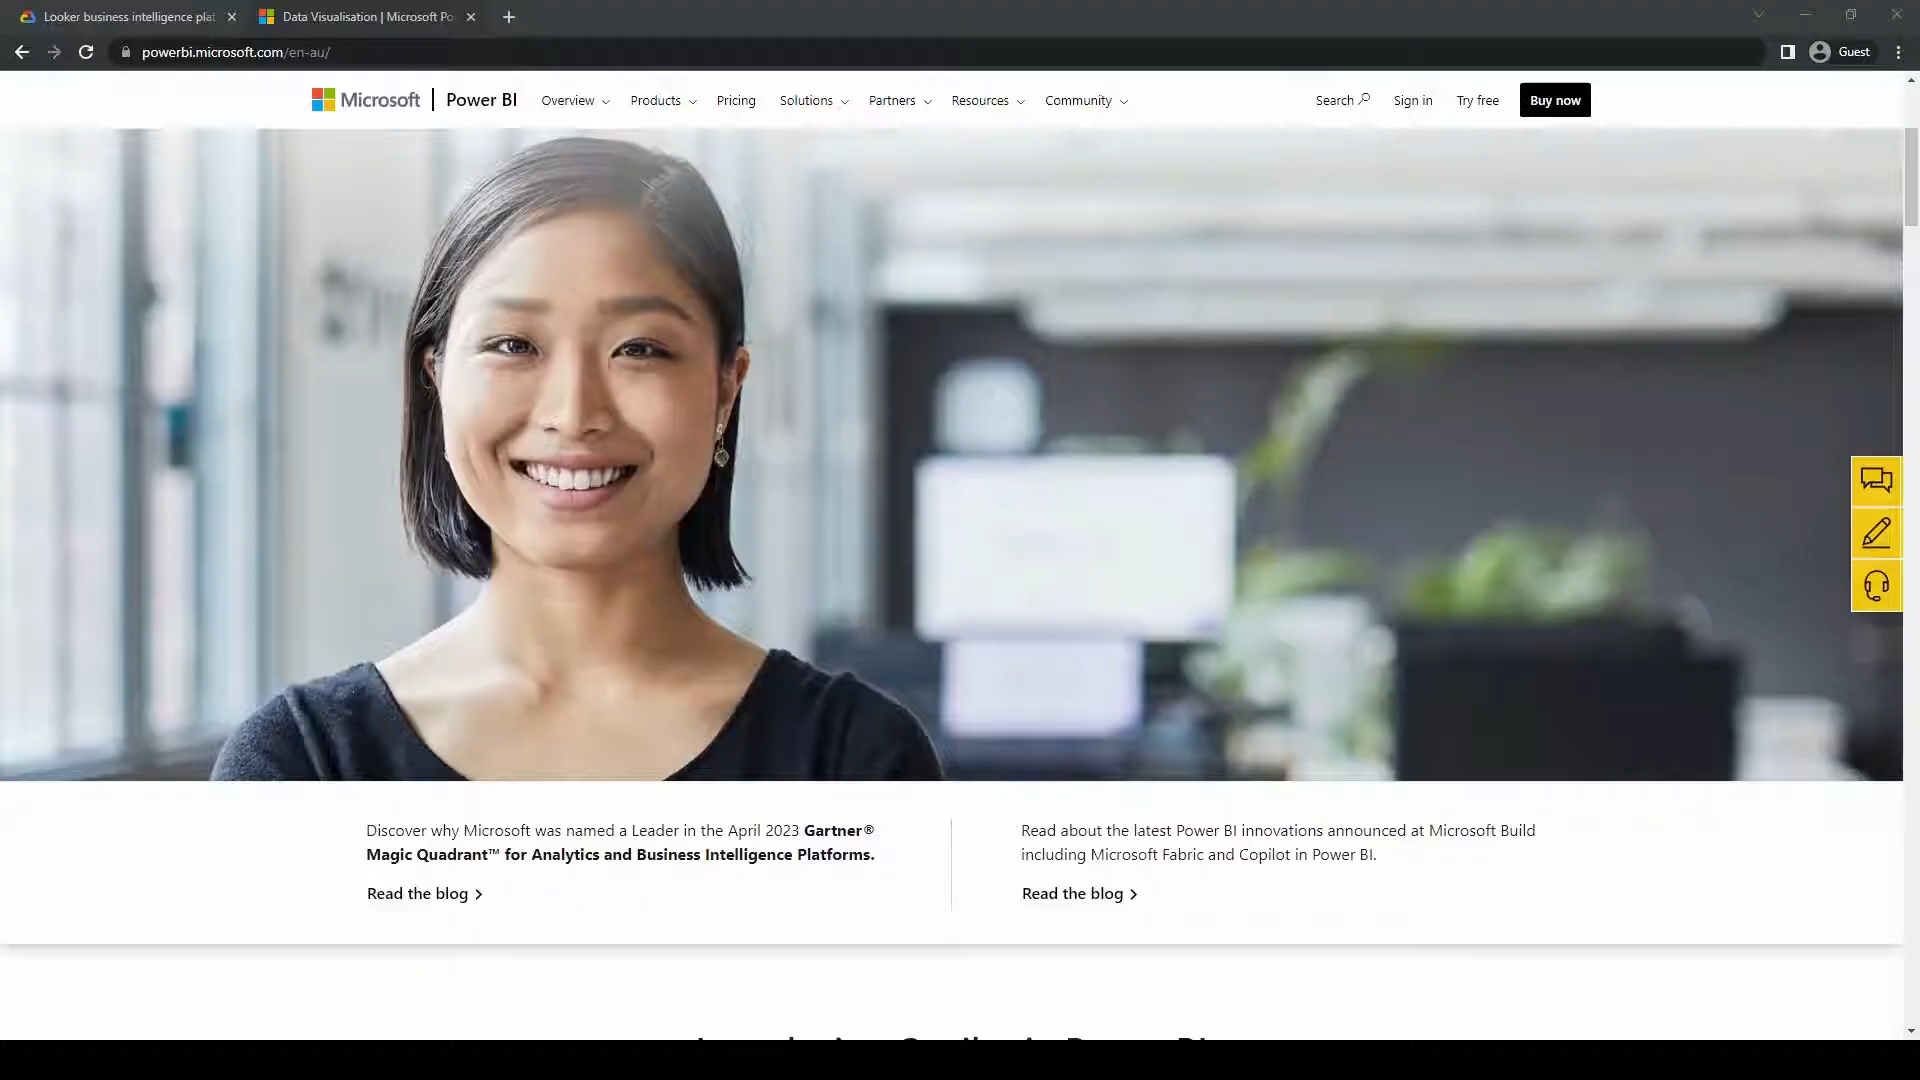 Looker business intelligence plat
Data Visualisation | Microsoft Po
powerbi.microsoft.com/en-au/
Guest
Microsoft Power BI Overview Products Pricing Solutions Partners Resources Community Search Sign in Try free Buy now
Discover why Microsoft was named a Leader in the April 2023 Gartner®
Magic Quadrant™ for Analytics and Business Intelligence Platforms.
Read the blog
Read about the latest Power BI innovations announced at Microsoft Build
including Microsoft Fabric and Copilot in Power BI.
Read the blog